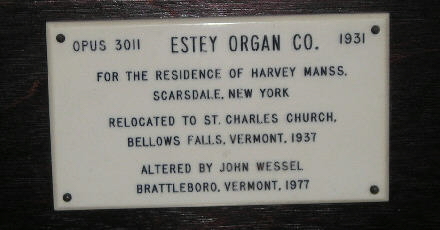 OPUS 3011 ESTEY ORGAN CO. 1931
FOR THE RESIDENCE OF HARVEY MANSS,
SCARSDALE, NEW YORK
RELOCATED TO ST. CHARLES CHURCH,
BELLOWS FALLS, VERMONT, 1937
ALTERED BY JOHN WESSEL
BRATTLEBORO, VERMONT, 1977